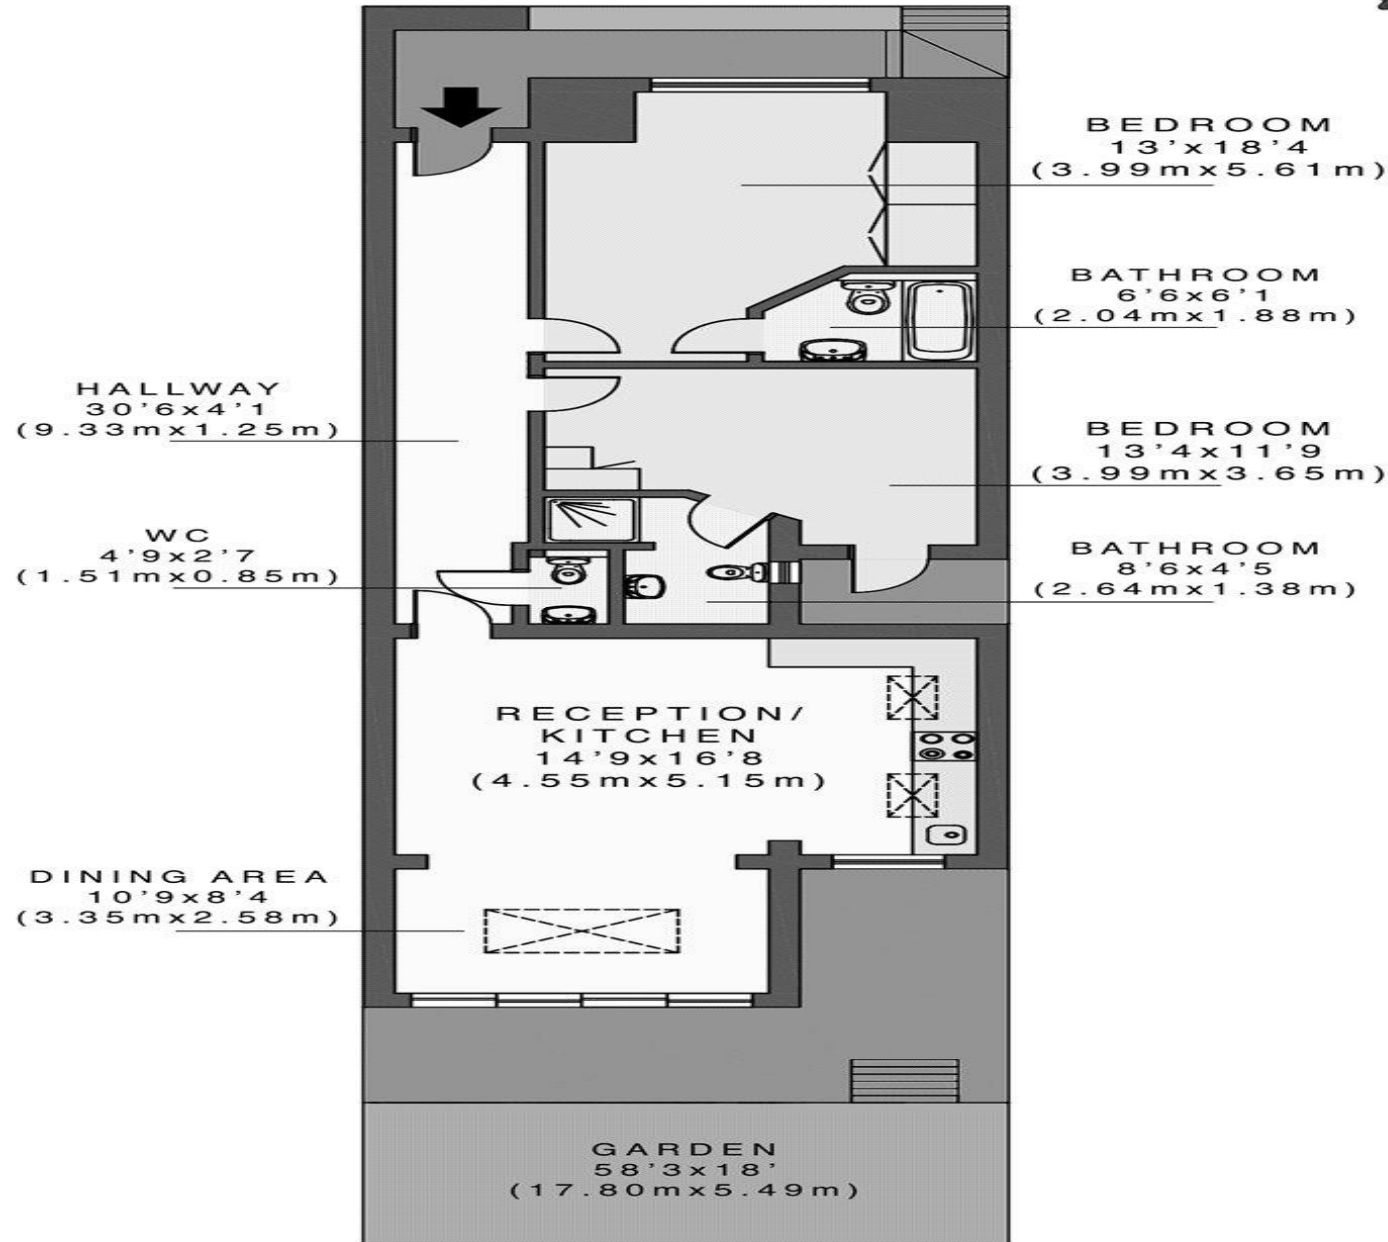 BEDROOM
13'x18'4
(3.99mx5.61m)
BATHROOM
6'6x6'1
(2.04mx1.88m)
HALLWAY
30'6x4'1
(9.33mx1.25m)
BEDROOM
13'4x11'9
(3.99mx3.65m)
WC
4'9x2'7
(1.51mx0.85m)
BATHROOM
8'6x4'5
(2.64mx1.38m)
RECEPTION/
KITCHEN
14'9x16'8
(4.55mx5.15m)
DINING AREA
10'9x8'4
(3.35mx2.58m)
GARDEN
58'3x18'
(17.80mx5.49m)